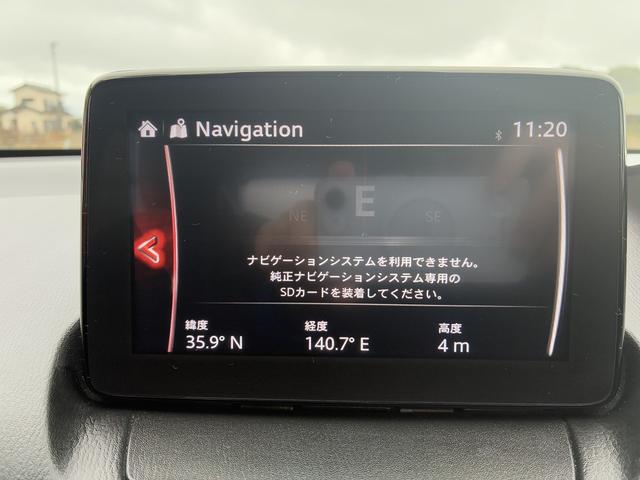 Navigation 11:20
NE E SE
ナビゲーションシステムを利用できません。
純正ナビゲーションシステム専用の
SDカードを装着してください。
緯度 経度 高度
35.9° N 140.7° E 4 m